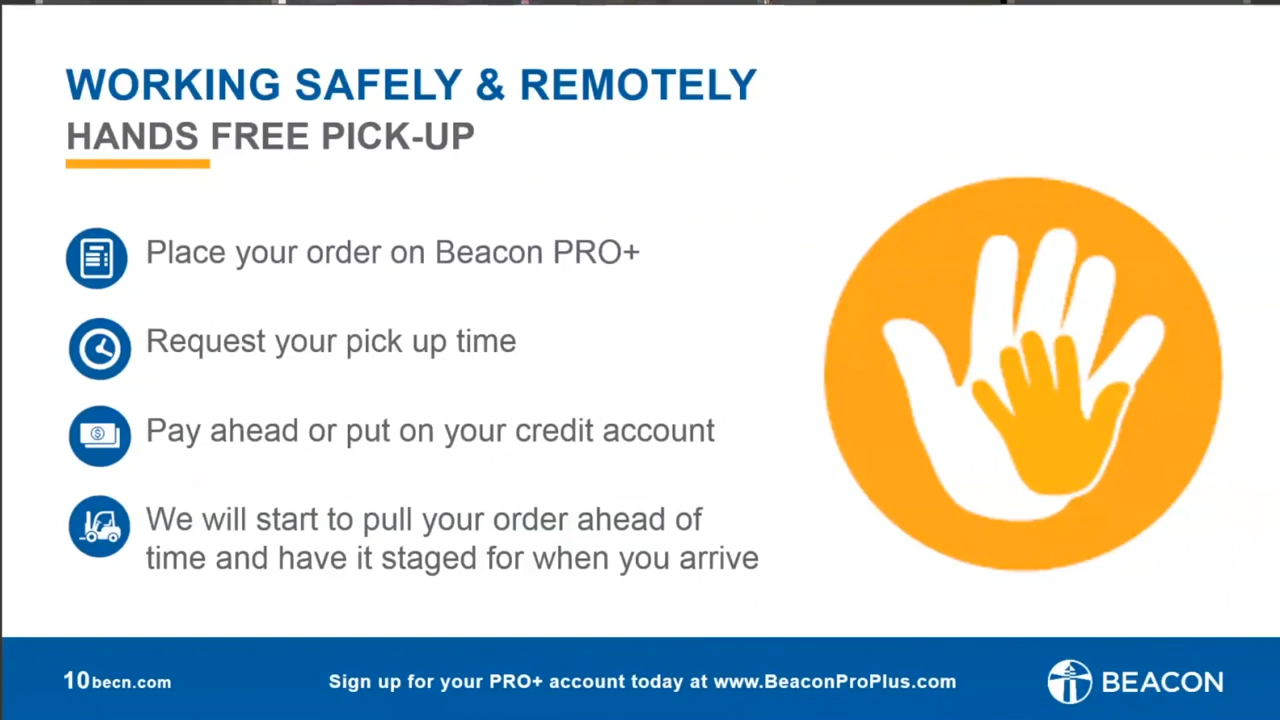 WORKING SAFELY & REMOTELY
HANDS FREE PICK-UP
Place your order on Beacon PRO+
Request your pick up time
Pay ahead or put on your credit account
$
We will start to pull your order ahead of
time and have it staged for when you arrive
10becn.com
Sign up for your PRO+ account today at www.BeaconProPlus.com
BEACON